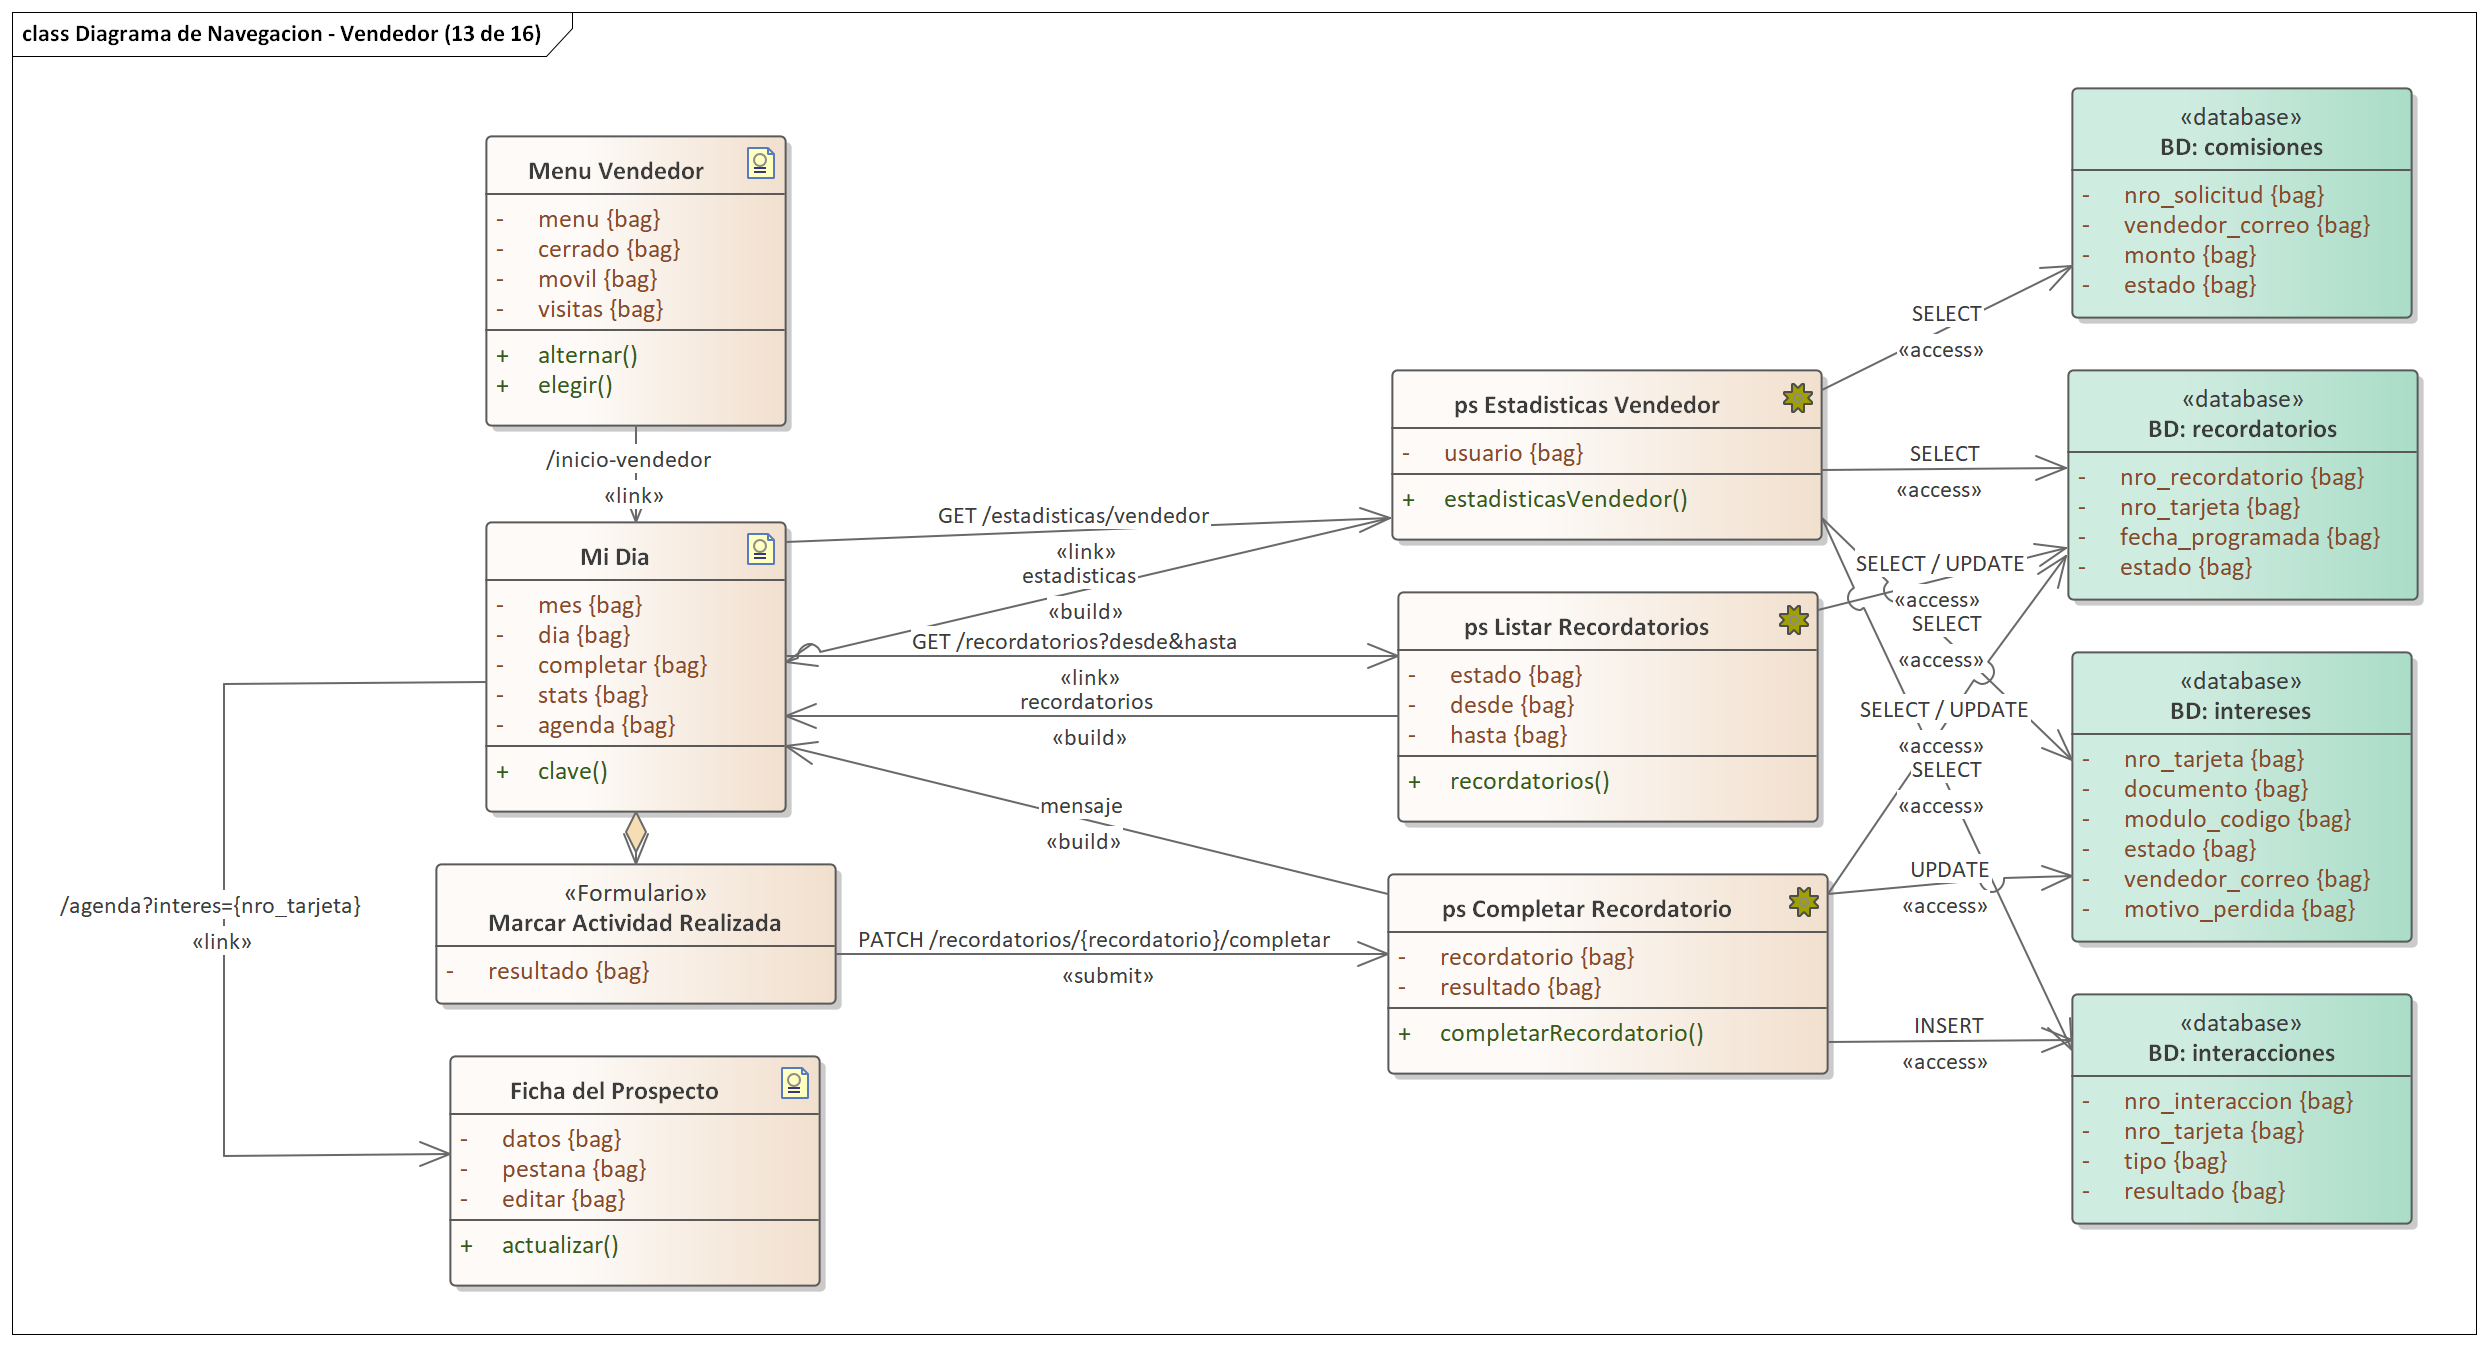 class Diagrama de Navegacion - Vendedor (13 de 16)
Menu Vendedor
- menu {bag}
- cerrado {bag}
- movil {bag}
- visitas {bag}
+ alternar()
+ elegir()
/inicio-vendedor
«link»
Mi Dia
- mes {bag}
- dia {bag}
- completar {bag}
- stats {bag}
- agenda {bag}
+ clave()
/agenda?interes={nro_tarjeta}
«link»
«Formulario»
Marcar Actividad Realizada
- resultado {bag}
Ficha del Prospecto
- datos {bag}
- pestana {bag}
- editar {bag}
+ actualizar()
GET /estadisticas/vendedor
«link»
estadisticas
«build»
GET /recordatorios?desde&hasta
«link»
recordatorios
«build»
mensaje
«build»
PATCH /recordatorios/{recordatorio}/completar
«submit»
ps Estadisticas Vendedor
- usuario {bag}
+ estadisticasVendedor()
ps Listar Recordatorios
- estado {bag}
- desde {bag}
- hasta {bag}
+ recordatorios()
ps Completar Recordatorio
- recordatorio {bag}
- resultado {bag}
+ completarRecordatorio()
SELECT
«access»
SELECT
«access»
SELECT / UPDATE
«access»
SELECT
«access»
SELECT / UPDATE
«access»
SELECT
«access»
UPDATE
«access»
INSERT
«access»
«database»
BD: comisiones
- nro_solicitud {bag}
- vendedor_correo {bag}
- monto {bag}
- estado {bag}
«database»
BD: recordatorios
- nro_recordatorio {bag}
- nro_tarjeta {bag}
- fecha_programada {bag}
- estado {bag}
«database»
BD: intereses
- nro_tarjeta {bag}
- documento {bag}
- modulo_codigo {bag}
- estado {bag}
- vendedor_correo {bag}
- motivo_perdida {bag}
«database»
BD: interacciones
- nro_interaccion {bag}
- nro_tarjeta {bag}
- tipo {bag}
- resultado {bag}